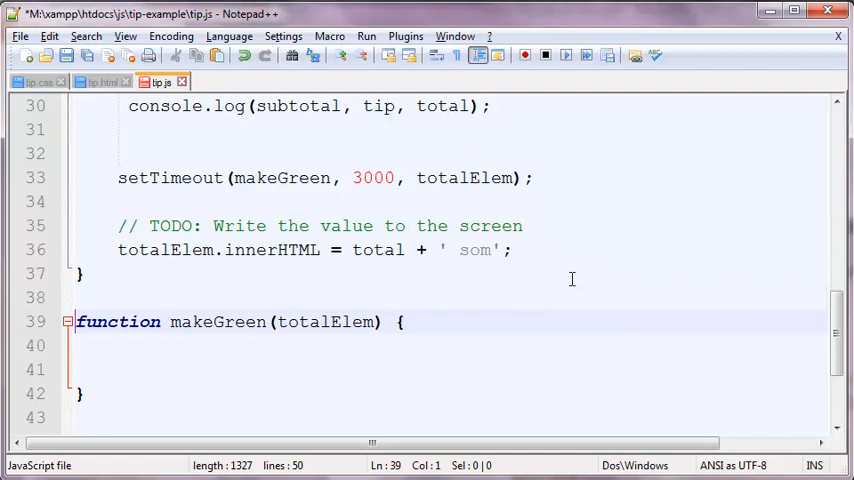 *M:\xampp\htdocs\js\tip-example\tip.js - Notepad++
File Edit Search View Encoding Language Settings Macro Run Plugins Window ? X
tip.css tip.html tip.js
30 console.log(subtotal, tip, total);
31
32
33 setTimeout(makeGreen, 3000, totalElem);
34
35 // TODO: Write the value to the screen
36 totalElem.innerHTML = total + ' som';
37 }
38
39 function makeGreen(totalElem) {
40
41
42 }
43
JavaScript file length : 1327 lines : 50 Ln : 39 Col : 1 Sel : 0 | 0 Dos\Windows ANSI as UTF-8 INS